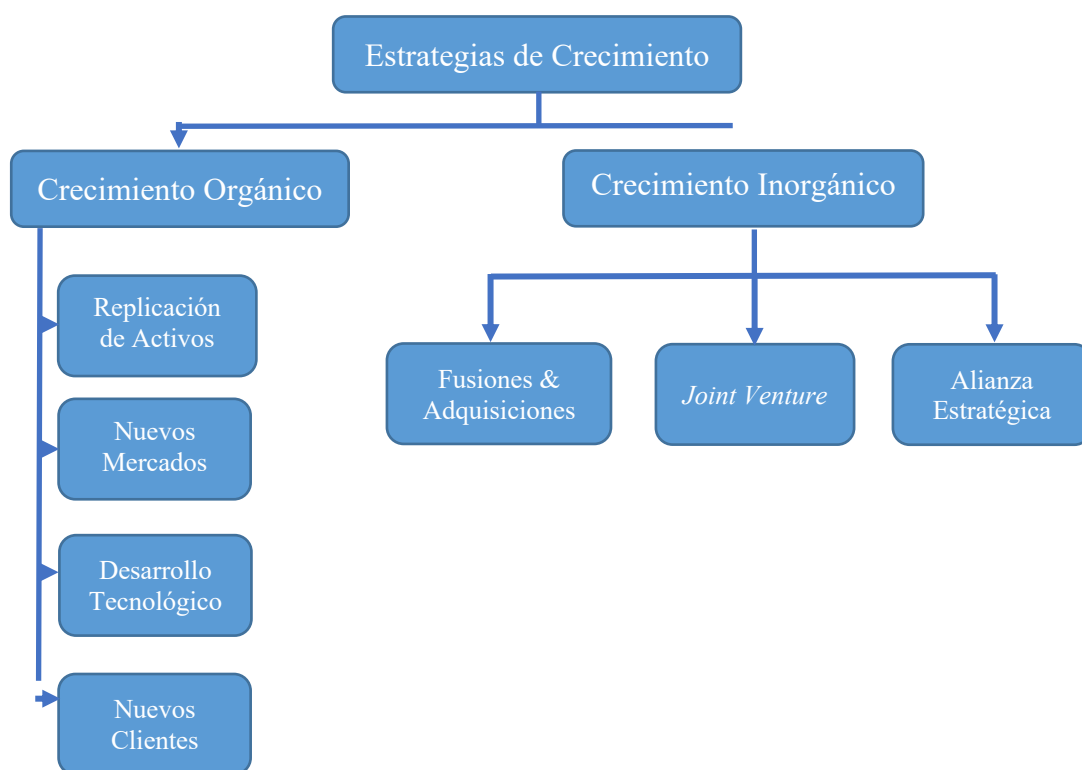 Estrategias de Crecimiento
Crecimiento Orgánico
Crecimiento Inorgánico
Replicación
de Activos
Nuevos
Mercados
Desarrollo
Tecnológico
Nuevos
Clientes
Fusiones &
Adquisiciones
Joint Venture
Alianza
Estratégica